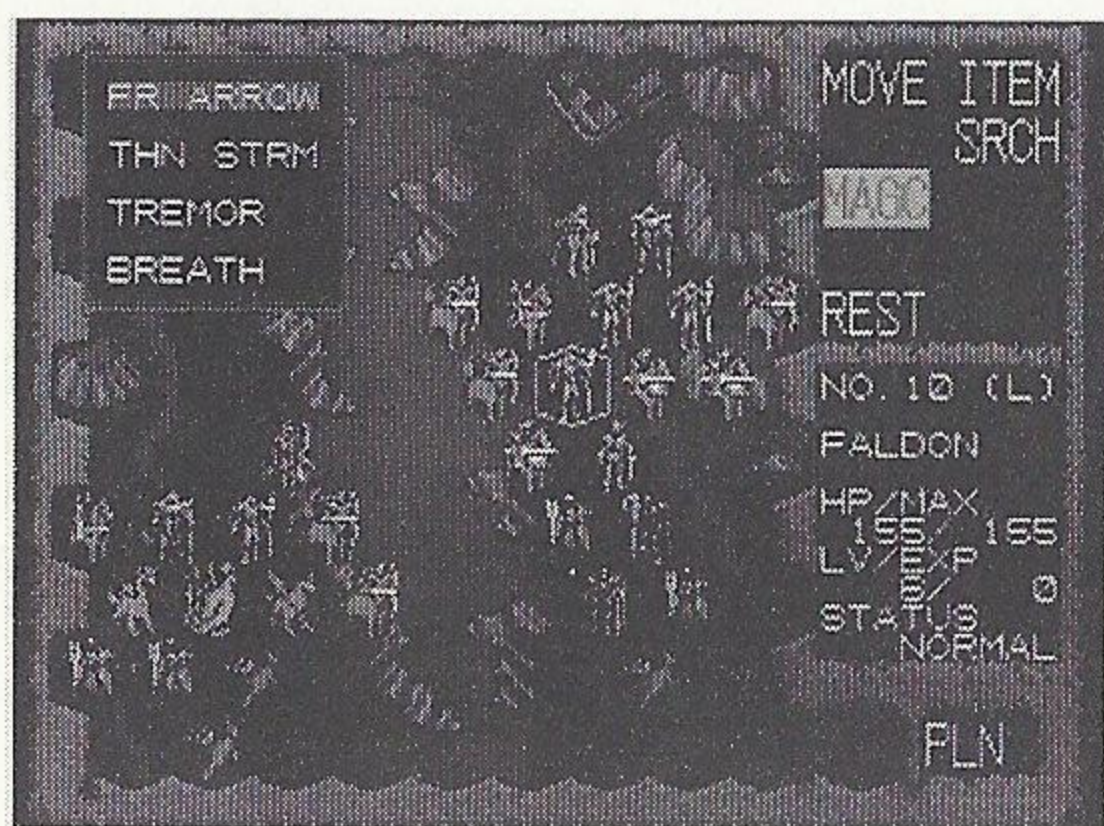 FR ARROW
THN STRM
TREMOR
BREATH
MOVE ITEM
SRCH
MAGC
REST
NO. 10 (L)
FALDON
HP/MAX
155/ 155
LV/EXP
/ 0
STATUS
NORMAL
PLN